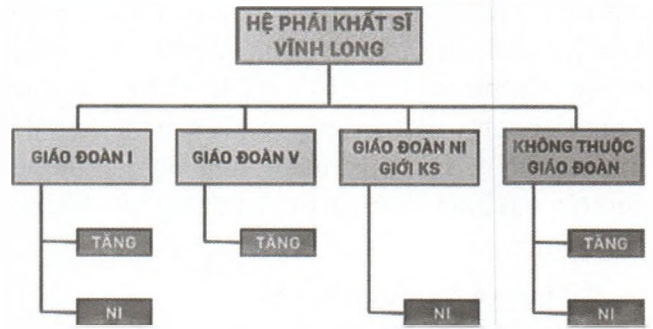 HỆ PHÁI KHẤT SĨ
VĨNH LONG
GIÁO ĐOÀN I
GIÁO ĐOÀN V
GIÁO ĐOÀN NI
GIỚI KS
KHÔNG THUỘC
GIÁO ĐOÀN
TĂNG
TĂNG
TĂNG
NI
NI
NI